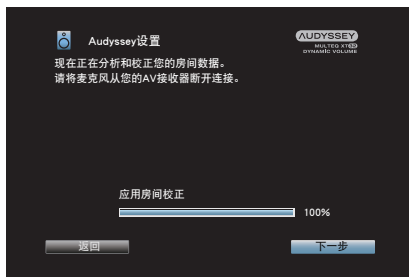 Audyssey设置
AUDYSSEY
MULTEQ XT32
DYNAMIC VOLUME
现在正在分析和校正您的房间数据。
请将麦克风从您的AV接收器断开连接。
应用房间校正
100%
返回
下一步